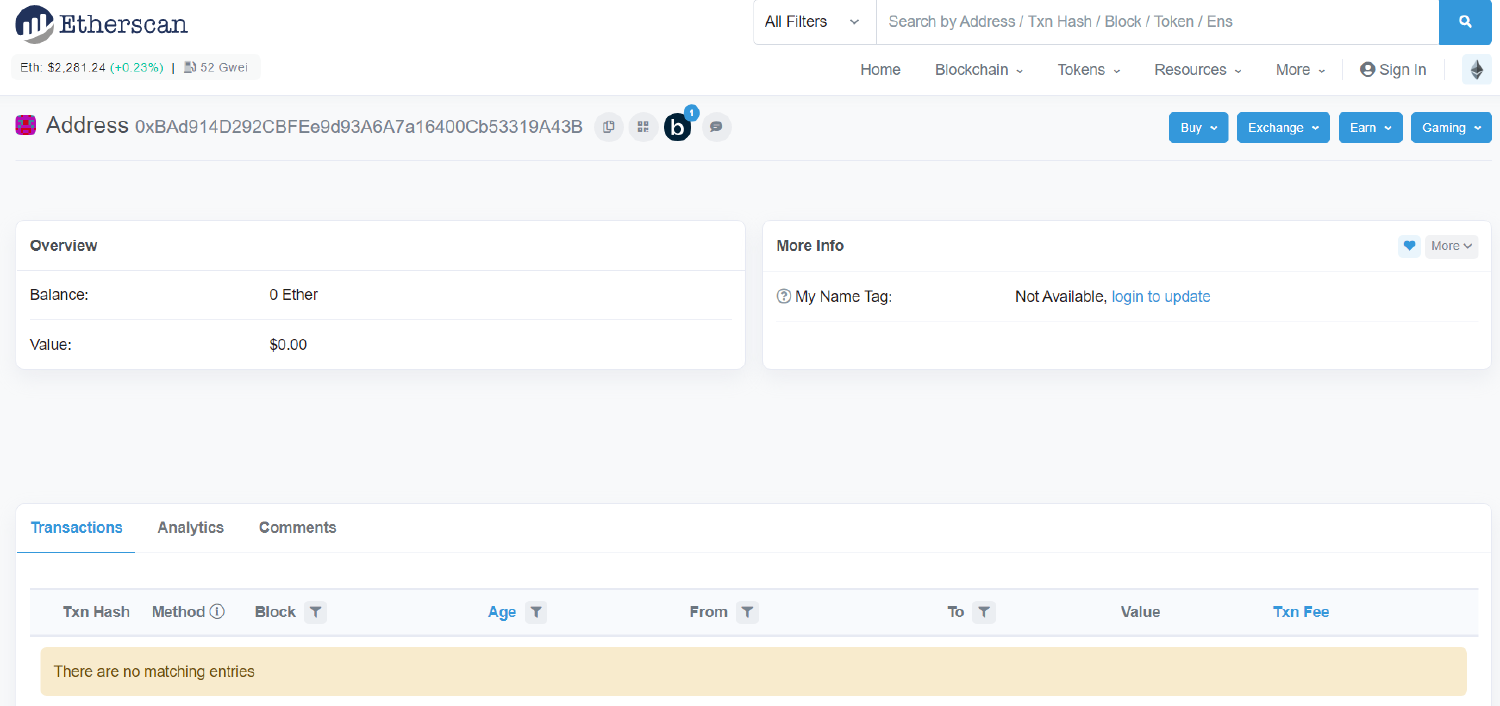 Etherscan
All Filters Search by Address / Txn Hash / Block / Token / Ens
Eth: $2,281.24 (+0.23%) | 52 Gwei
Home Blockchain Tokens Resources More Sign In
Address 0xBAd914D292CBFEe9d93A6A7a16400Cb53319A43B b 1
Buy Exchange Earn Gaming
Overview
Balance: 0 Ether
Value: $0.00
More Info More
? My Name Tag: Not Available, login to update
Transactions Analytics Comments
Txn Hash Method Block Age From To Value Txn Fee
There are no matching entries